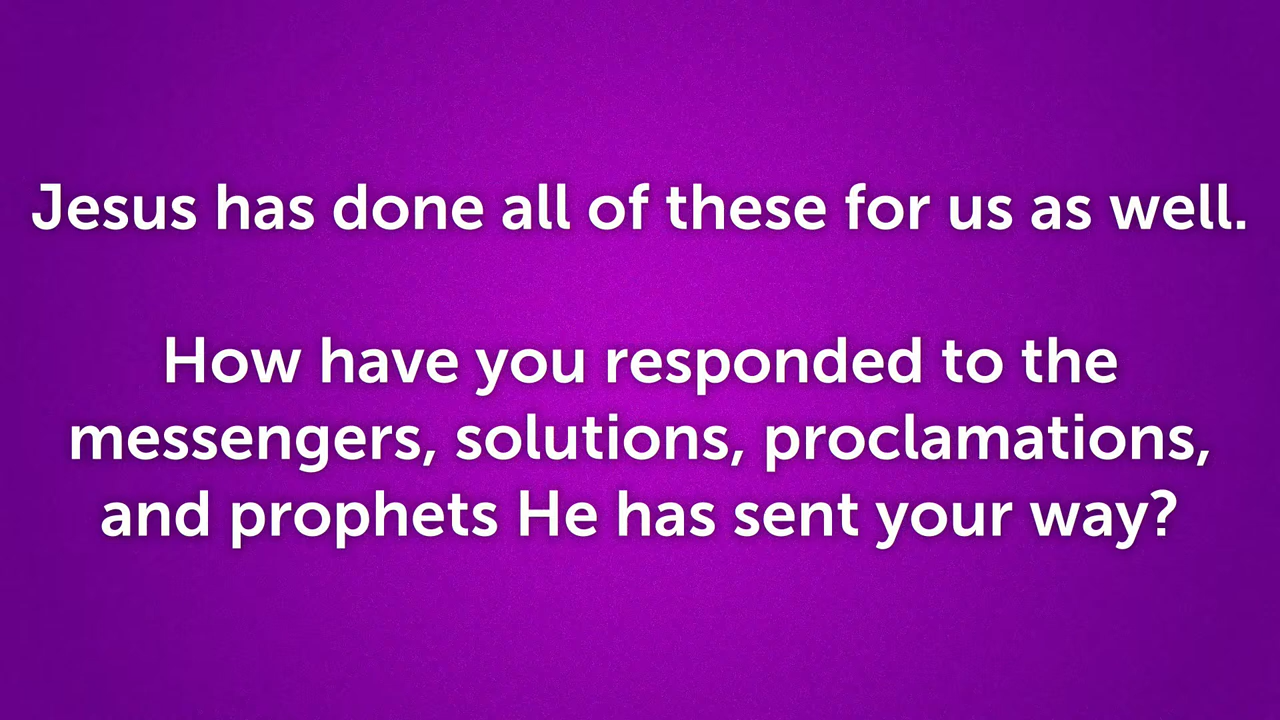 Jesus has done all of these for us as well.
How have you responded to the
messengers, solutions, proclamations,
and prophets He has sent your way?